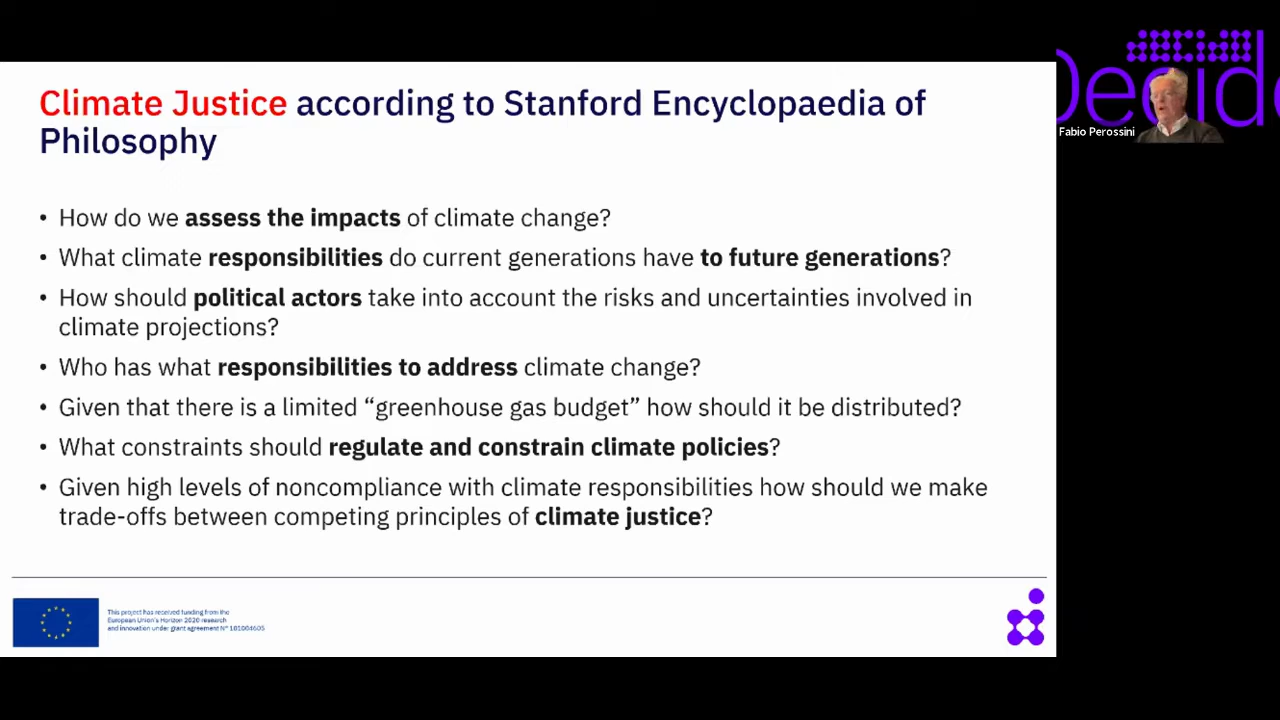 Climate Justice according to Stanford Encyclopaedia of
Philosophy
• How do we assess the impacts of climate change?
• What climate responsibilities do current generations have to future generations?
• How should political actors take into account the risks and uncertainties involved in
climate projections?
• Who has what responsibilities to address climate change?
• Given that there is a limited “greenhouse gas budget” how should it be distributed?
• What constraints should regulate and constrain climate policies?
• Given high levels of noncompliance with climate responsibilities how should we make
trade-offs between competing principles of climate justice?
This project has received funding from the
European Union's Horizon 2020 research
and innovation under grant agreement N° 101004605
Fabio Perossini